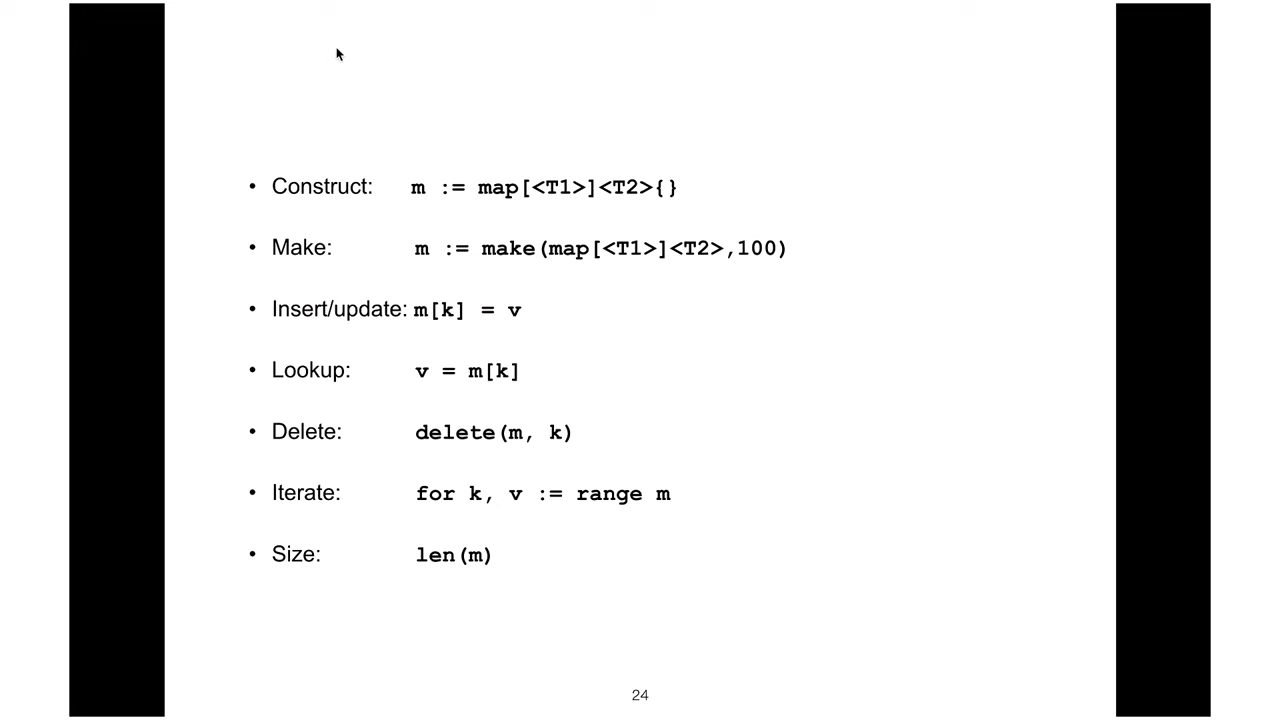 • Construct: m := map[<T1>]<T2>{}
• Make: m := make(map[<T1>]<T2>,100)
• Insert/update: m[k] = v
• Lookup: v = m[k]
• Delete: delete(m, k)
• Iterate: for k, v := range m
• Size: len(m)
24